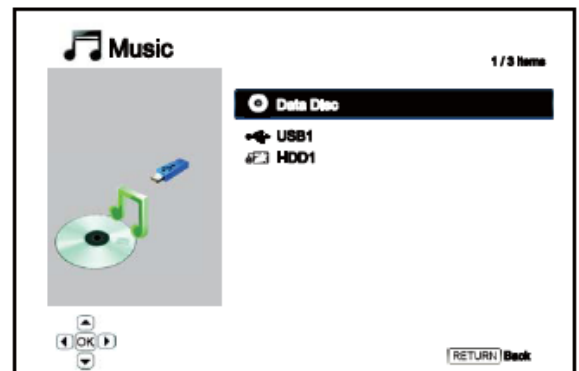 Music
1 / 3 Items
Data Disc
USB1
HDD1
OK
RETURN Back